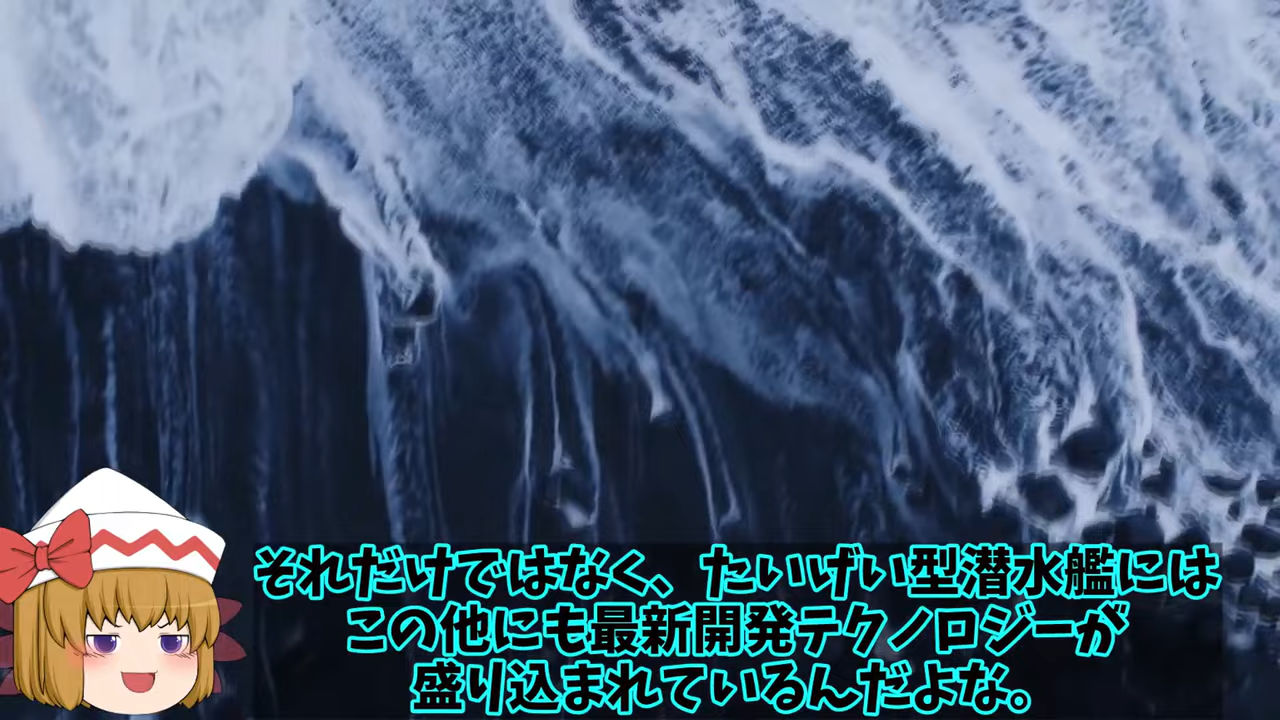 それだけではなく、たいげい型潜水艦には
この他にも最新開発テクノロジーが
盛り込まれているんだよな。